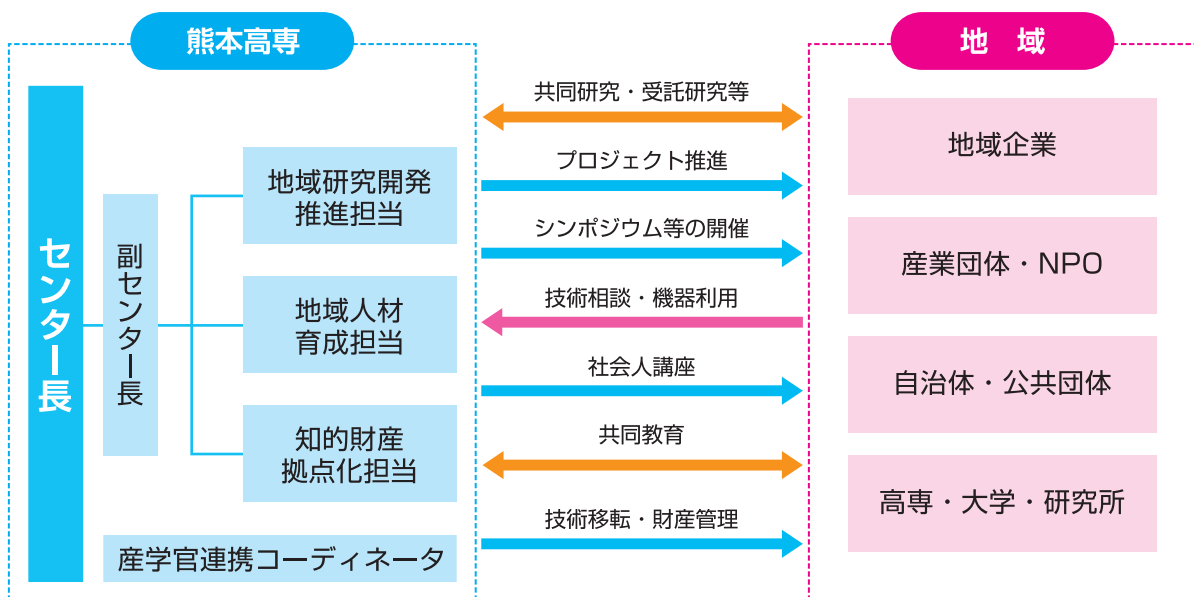 熊本高専
センター長
副センター長
地域研究開発
推進担当
地域人材
育成担当
知的財産
拠点化担当
産学官連携コーディネータ
共同研究・受託研究等
プロジェクト推進
シンポジウム等の開催
技術相談・機器利用
社会人講座
共同教育
技術移転・財産管理
地　域
地域企業
産業団体・NPO
自治体・公共団体
高専・大学・研究所